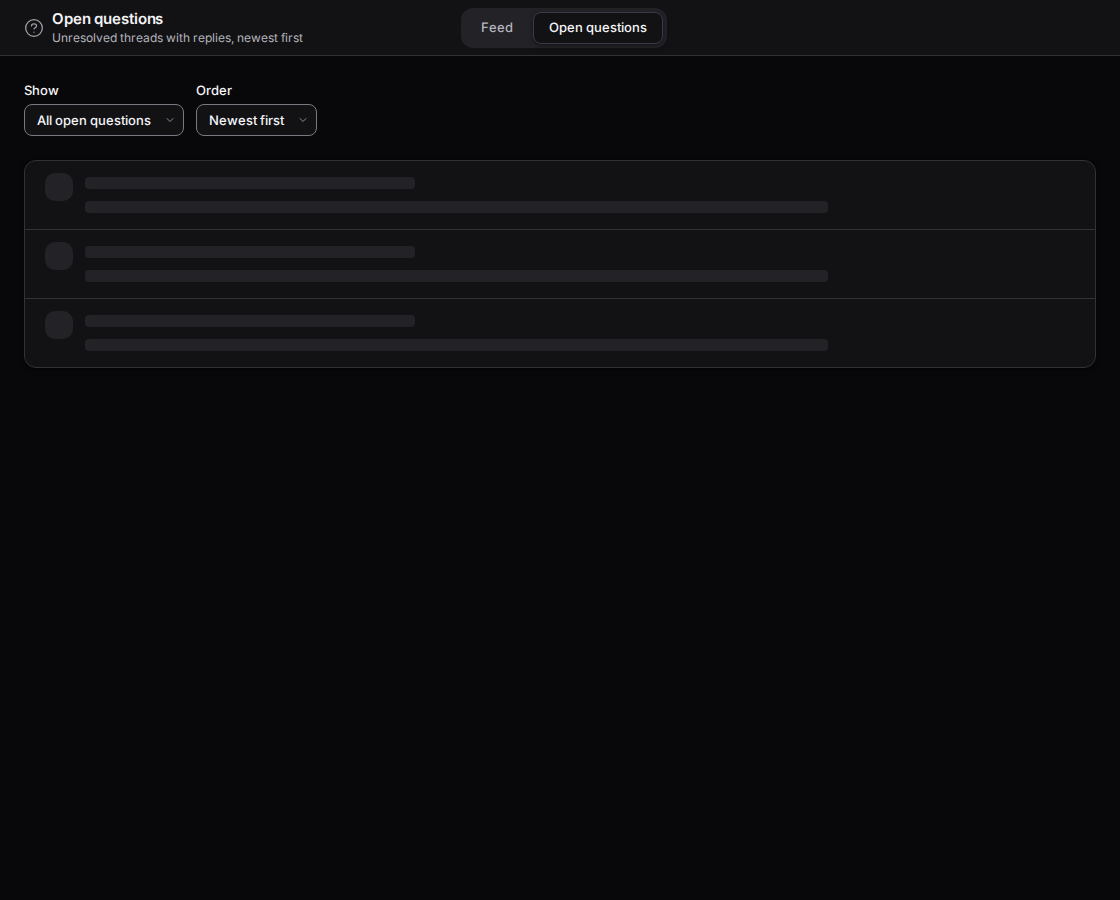 Open questions
Unresolved threads with replies, newest first
Feed
Open questions
Show
Order
All open questions
Newest first